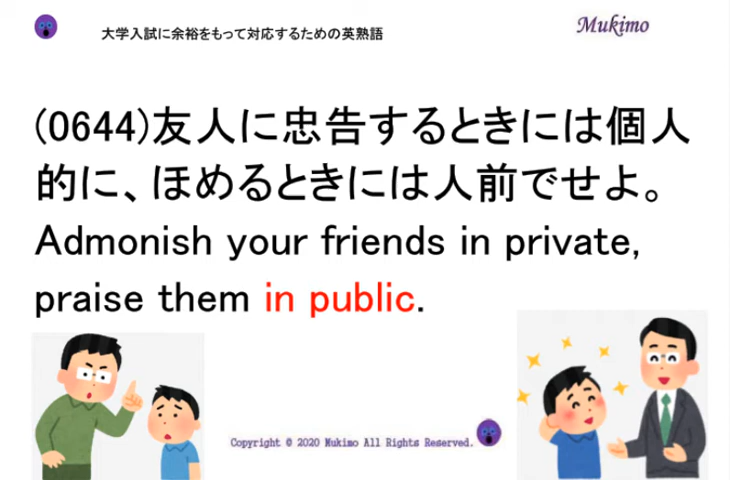 大学入試に余裕をもって対応するための英熟語
Mukimo
(0644)友人に忠告するときには個人
的に、ほめるときには人前でせよ。
Admonish your friends in private,
praise them in public.
Copyright © 2020 Mukimo All Rights Reserved.